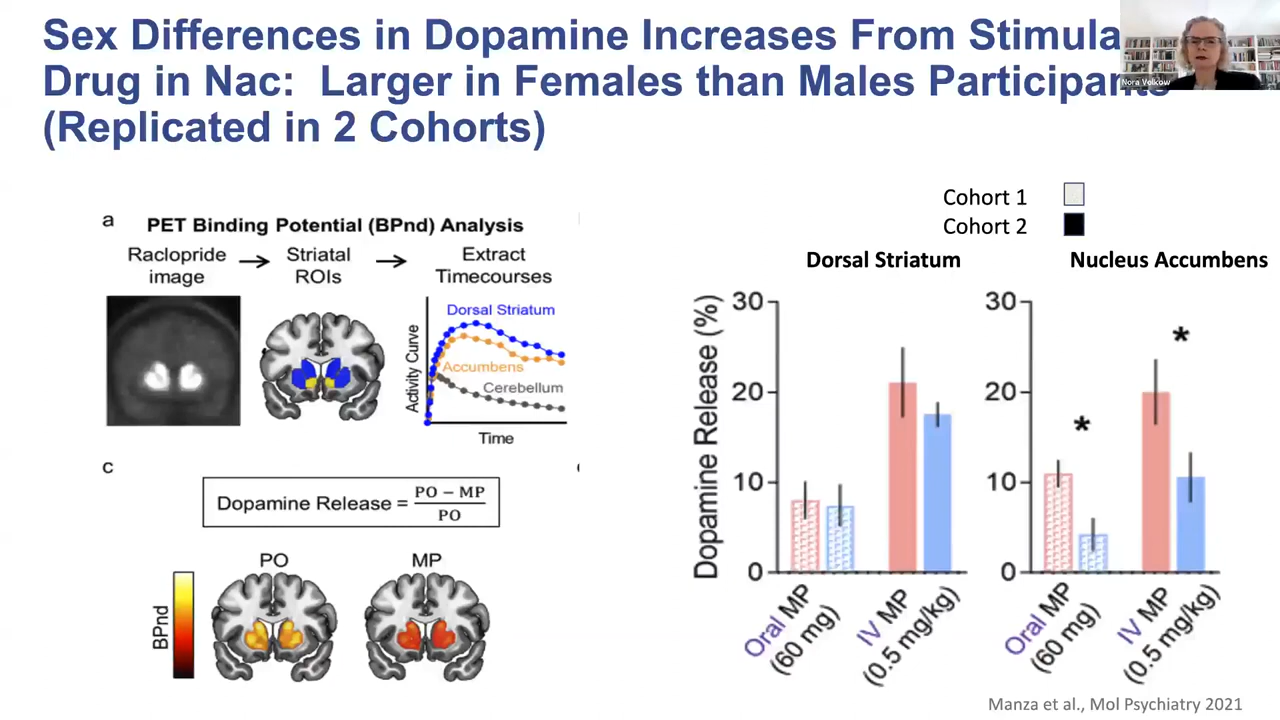 Sex Differences in Dopamine Increases From Stimula
Drug in Nac: Larger in Females than Males Participants
(Replicated in 2 Cohorts)
Nora Volkow
a
PET Binding Potential (BPnd) Analysis
Raclopride
image
Striatal
ROIs
Extract
Timecourses
Activity Curve
Dorsal Striatum
Accumbens
Cerebellum
Time
c
Dopamine Release = PO – MP
PO
PO
MP
BPnd
Cohort 1
Cohort 2
Dorsal Striatum
Dopamine Release (%)
30
20
10
0
Oral MP
(60 mg)
IV MP
(0.5 mg/kg)
Nucleus Accumbens
30
20
10
0
*
*
Oral MP
(60 mg)
IV MP
(0.5 mg/kg)
Manza et al., Mol Psychiatry 2021